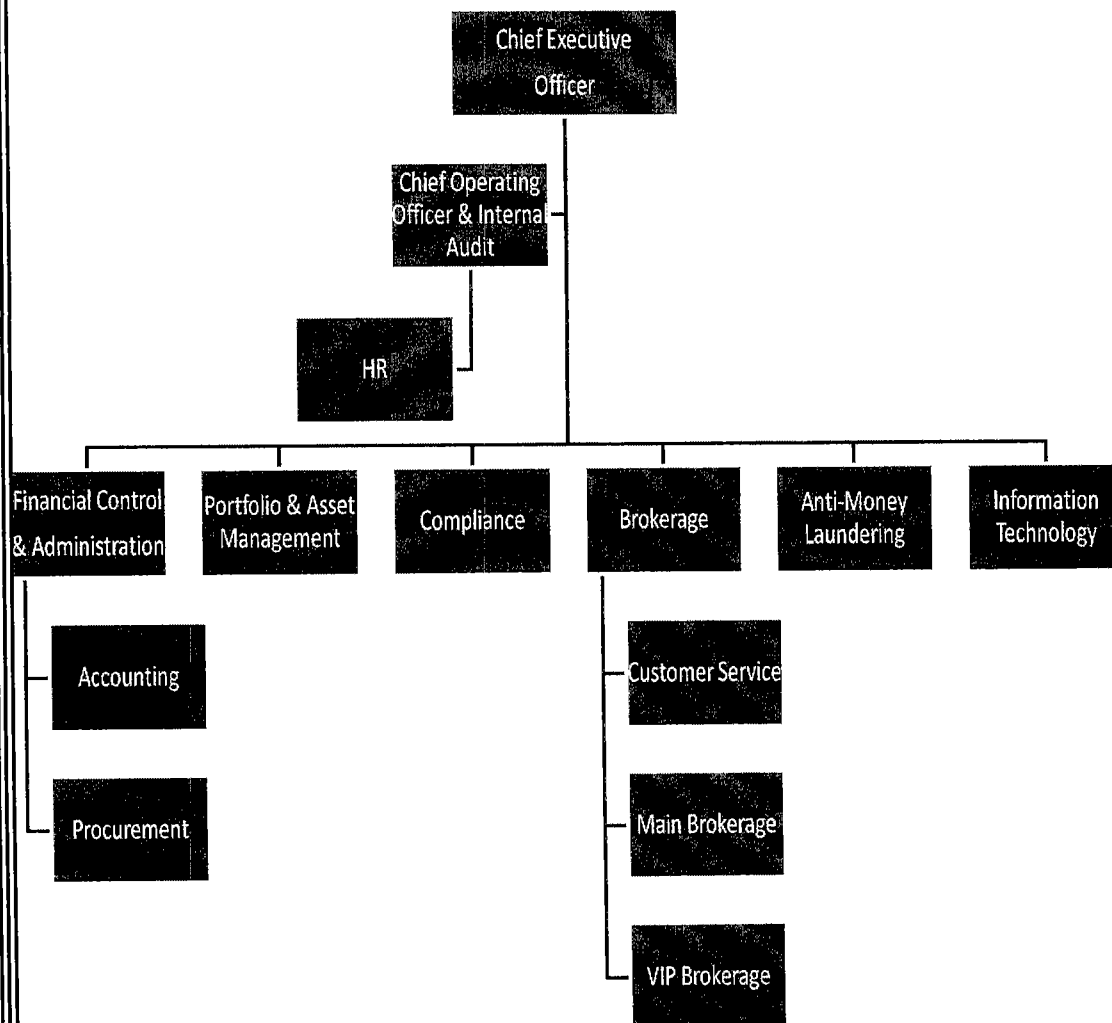 Chief Executive
Officer
Chief Operating
Officer & Internal
Audit
HR
Financial Control
& Administration
Portfolio & Asset
Management
Compliance
Brokerage
Anti-Money
Laundering
Information
Technology
Accounting
Procurement
Customer Service
Main Brokerage
VIP Brokerage